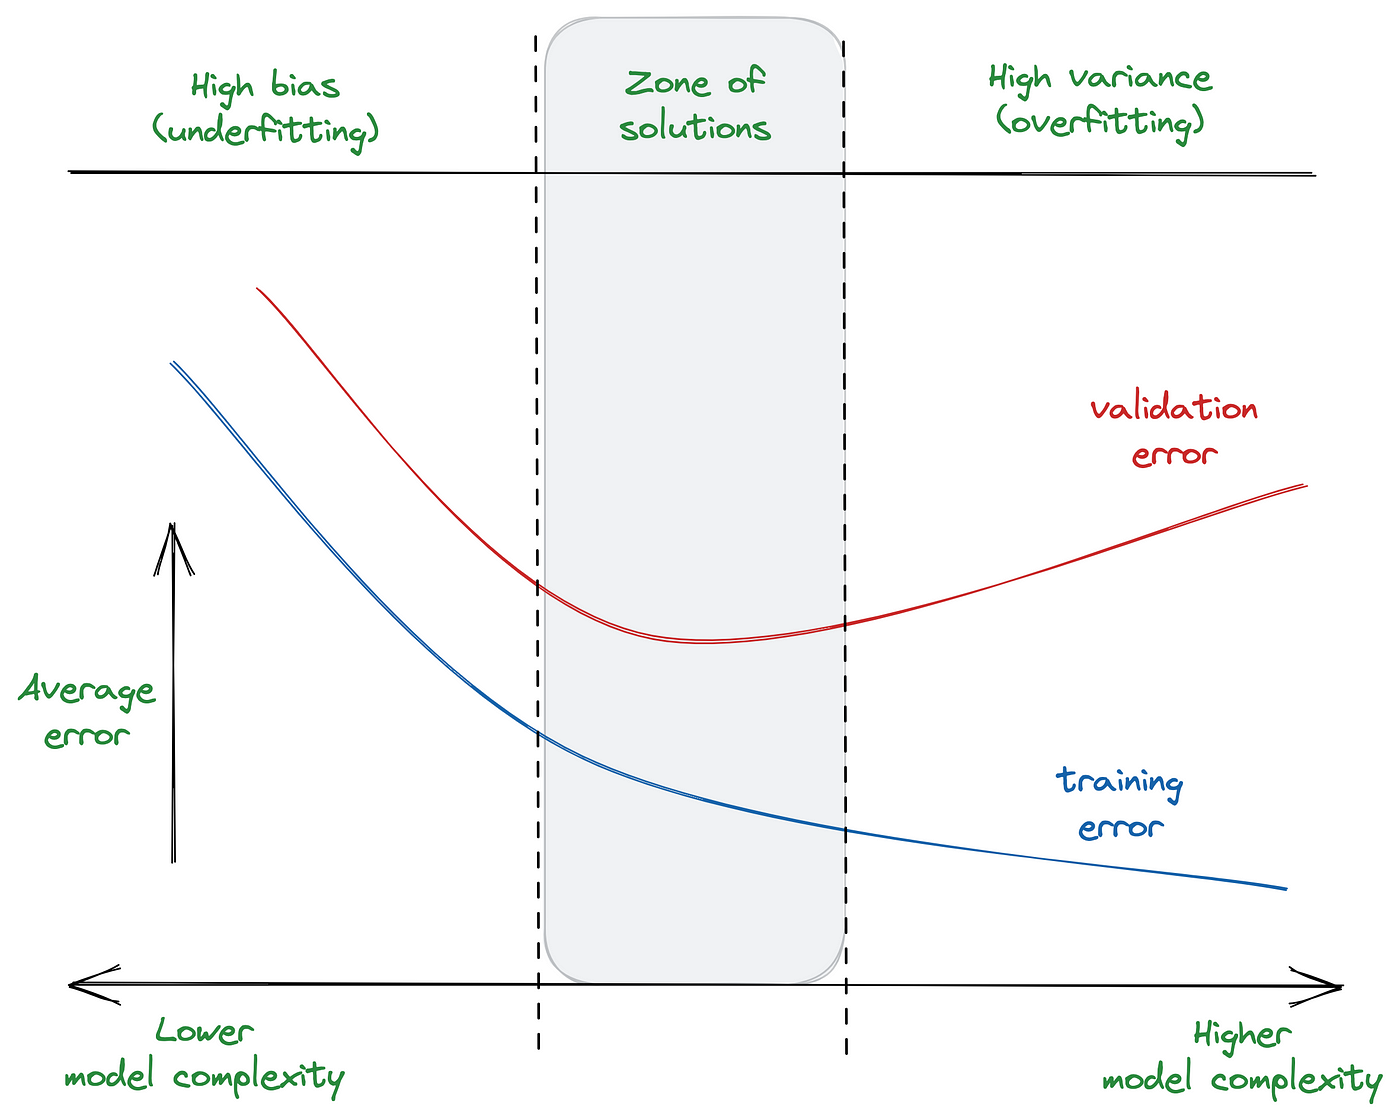 High bias
(underfitting)
Zone of
solutions
High variance
(overfitting)
validation
error
Average
error
training
error
Lower
model complexity
Higher
model complexity